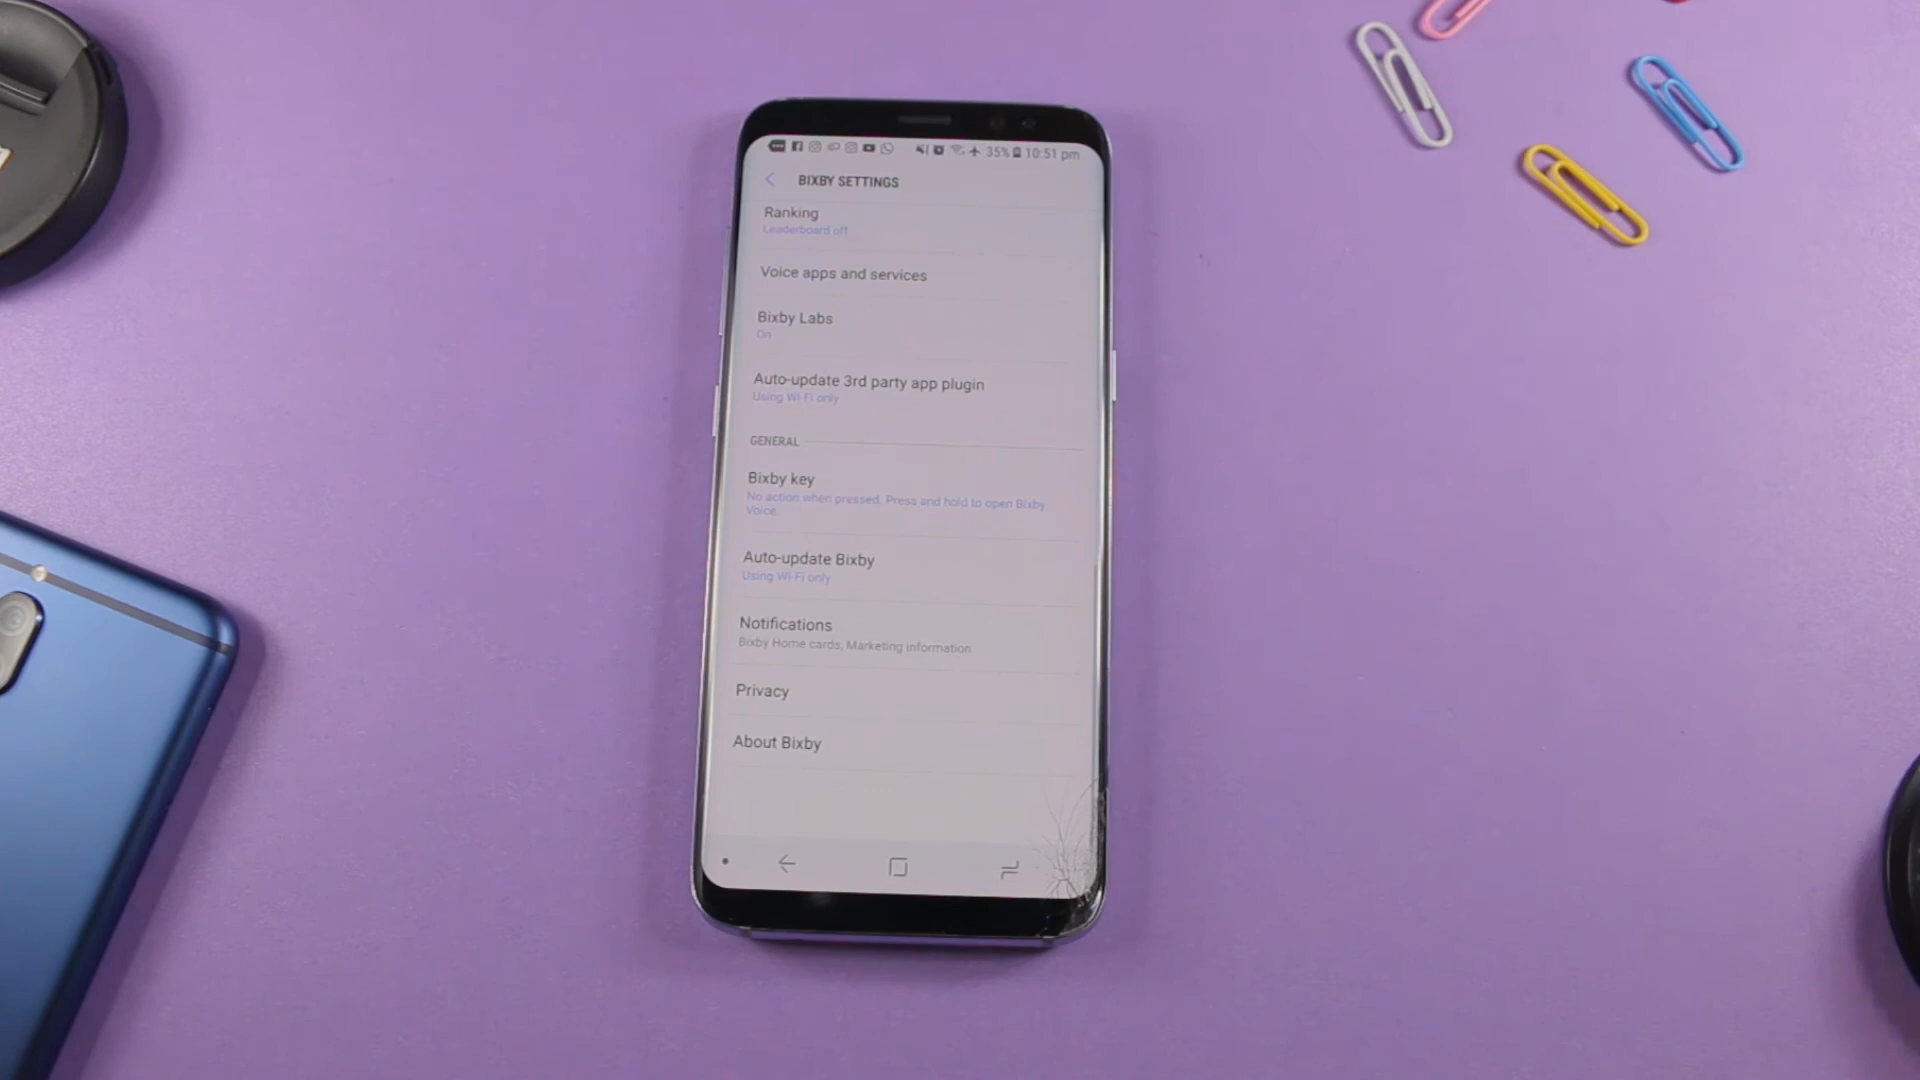 35% 10:51 pm
BIXBY SETTINGS
Ranking
Leaderboard off
Voice apps and services
Bixby Labs
On
Auto-update 3rd party app plugin
Using Wi-Fi only
GENERAL
Bixby key
No action when pressed. Press and hold to open Bixby
Voice.
Auto-update Bixby
Using Wi-Fi only
Notifications
Bixby Home cards, Marketing information
Privacy
About Bixby